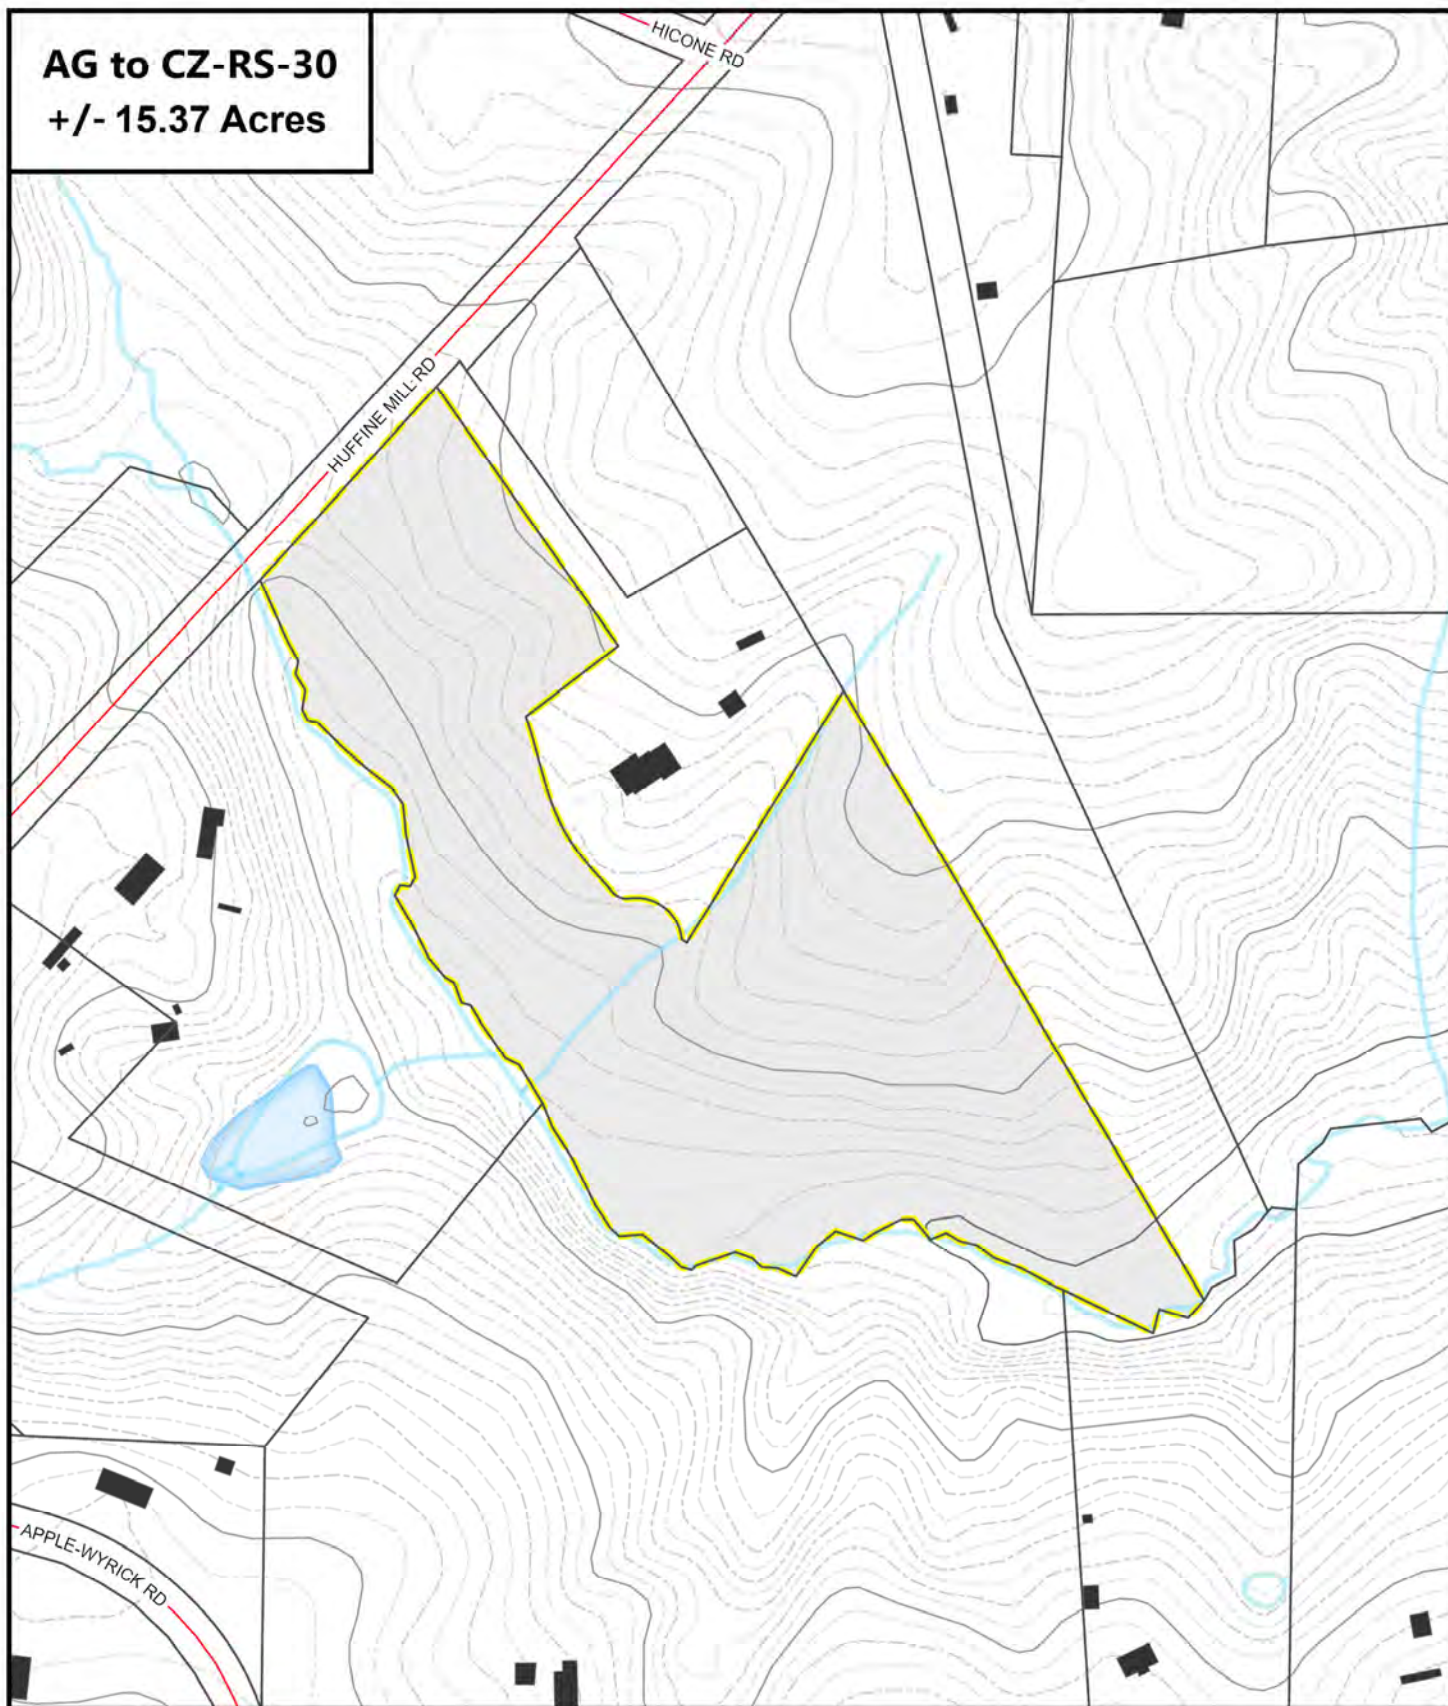 AG to CZ-RS-30
+/- 15.37 Acres
HICONE RD
HUFFINE MILL RD
APPLE-WYRICK RD